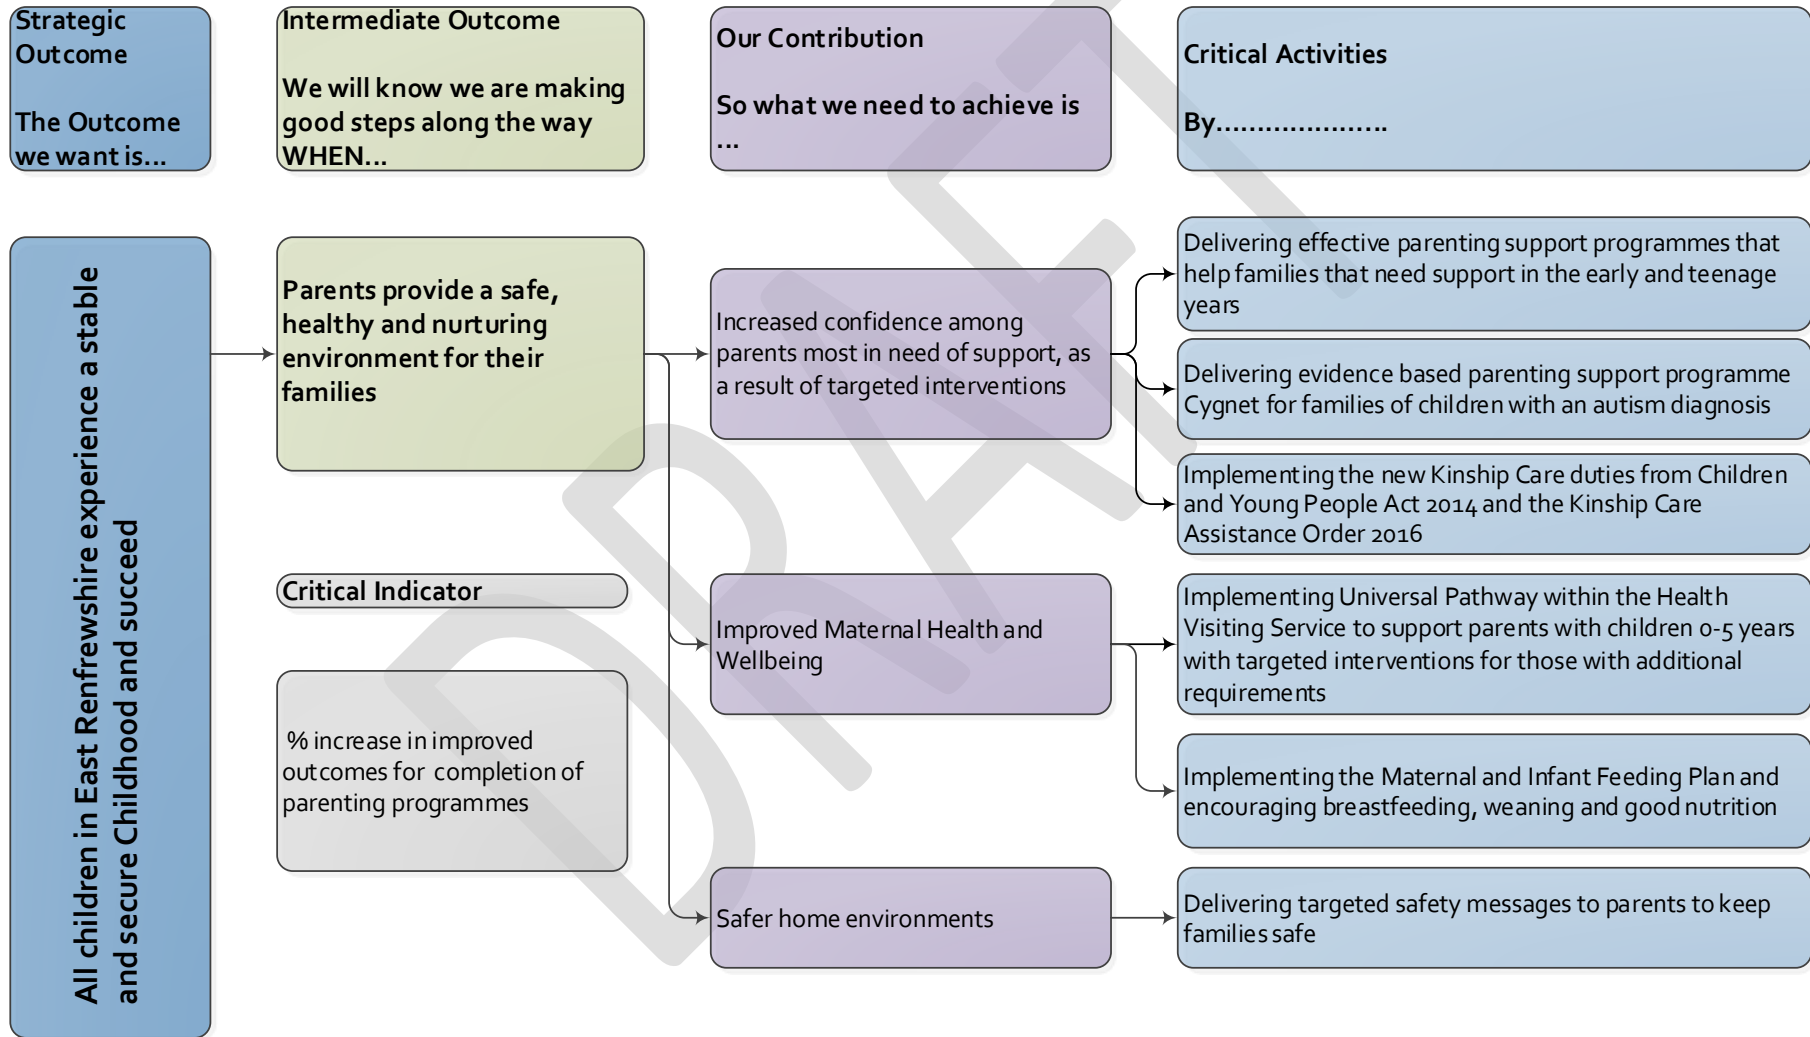 Strategic
Outcome
The Outcome
we want is...
Intermediate Outcome
We will know we are making
good steps along the way
WHEN...
Our Contribution
So what we need to achieve is
...
Critical Activities
By.....................
All children in East Renfrewshire experience a stable
and secure Childhood and succeed
Parents provide a safe,
healthy and nurturing
environment for their
families
Critical Indicator
% increase in improved
outcomes for completion of
parenting programmes
Increased confidence among
parents most in need of support, as
a result of targeted interventions
Improved Maternal Health and
Wellbeing
Safer home environments
Delivering effective parenting support programmes that
help families that need support in the early and teenage
years
Delivering evidence based parenting support programme
Cygnet for families of children with an autism diagnosis
Implementing the new Kinship Care duties from Children
and Young People Act 2014 and the Kinship Care
Assistance Order 2016
Implementing Universal Pathway within the Health
Visiting Service to support parents with children 0-5 years
with targeted interventions for those with additional
requirements
Implementing the Maternal and Infant Feeding Plan and
encouraging breastfeeding, weaning and good nutrition
Delivering targeted safety messages to parents to keep
families safe
DRAFT